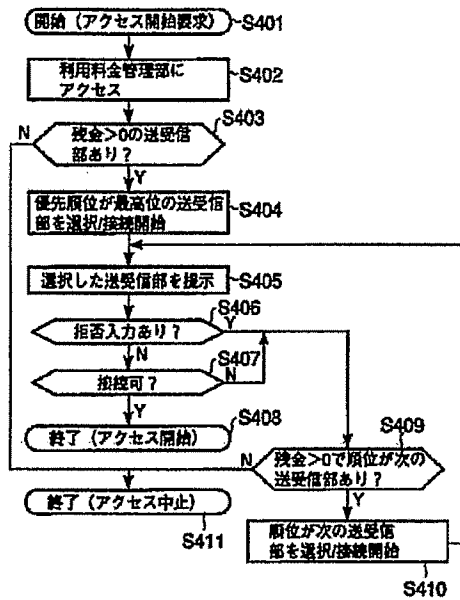 開始（アクセス開始要求）
S401
利用料金管理部に
アクセス
S402
S403
N
残金＞0の送受信
部あり？
Y
優先順位が最高位の送受信
部を選択/接続開始
S404
選択した送受信部を提示
S405
S406
拒否入力あり？
Y
N
S407
接続可？
N
Y
終了（アクセス開始）
S408
S409
N
残金＞0で順位が次の
送受信部あり？
Y
終了（アクセス中止）
S411
順位が次の送受信
部を選択/接続開始
S410